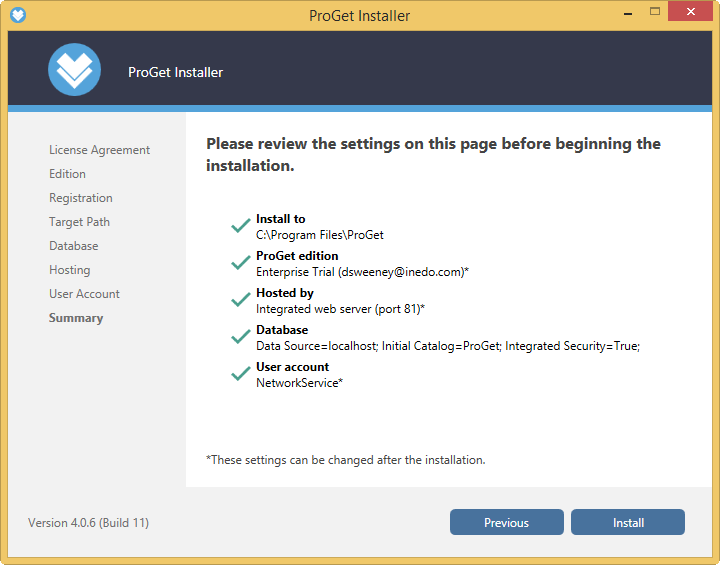 ProGet Installer
ProGet Installer
License Agreement
Edition
Registration
Target Path
Database
Hosting
User Account
Summary
Please review the settings on this page before beginning the
installation.
Install to
C:\Program Files\ProGet
ProGet edition
Enterprise Trial (dsweeney@inedo.com)*
Hosted by
Integrated web server (port 81)*
Database
Data Source=localhost; Initial Catalog=ProGet; Integrated Security=True;
User account
NetworkService*
*These settings can be changed after the installation.
Version 4.0.6 (Build 11)
Previous
Install